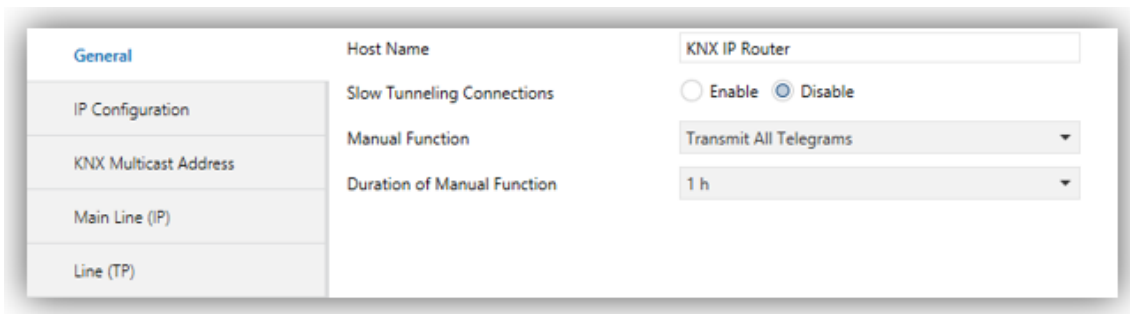 General
IP Configuration
KNX Multicast Address
Main Line (IP)
Line (TP)
Host Name KNX IP Router
Slow Tunneling Connections Enable Disable
Manual Function Transmit All Telegrams
Duration of Manual Function 1 h